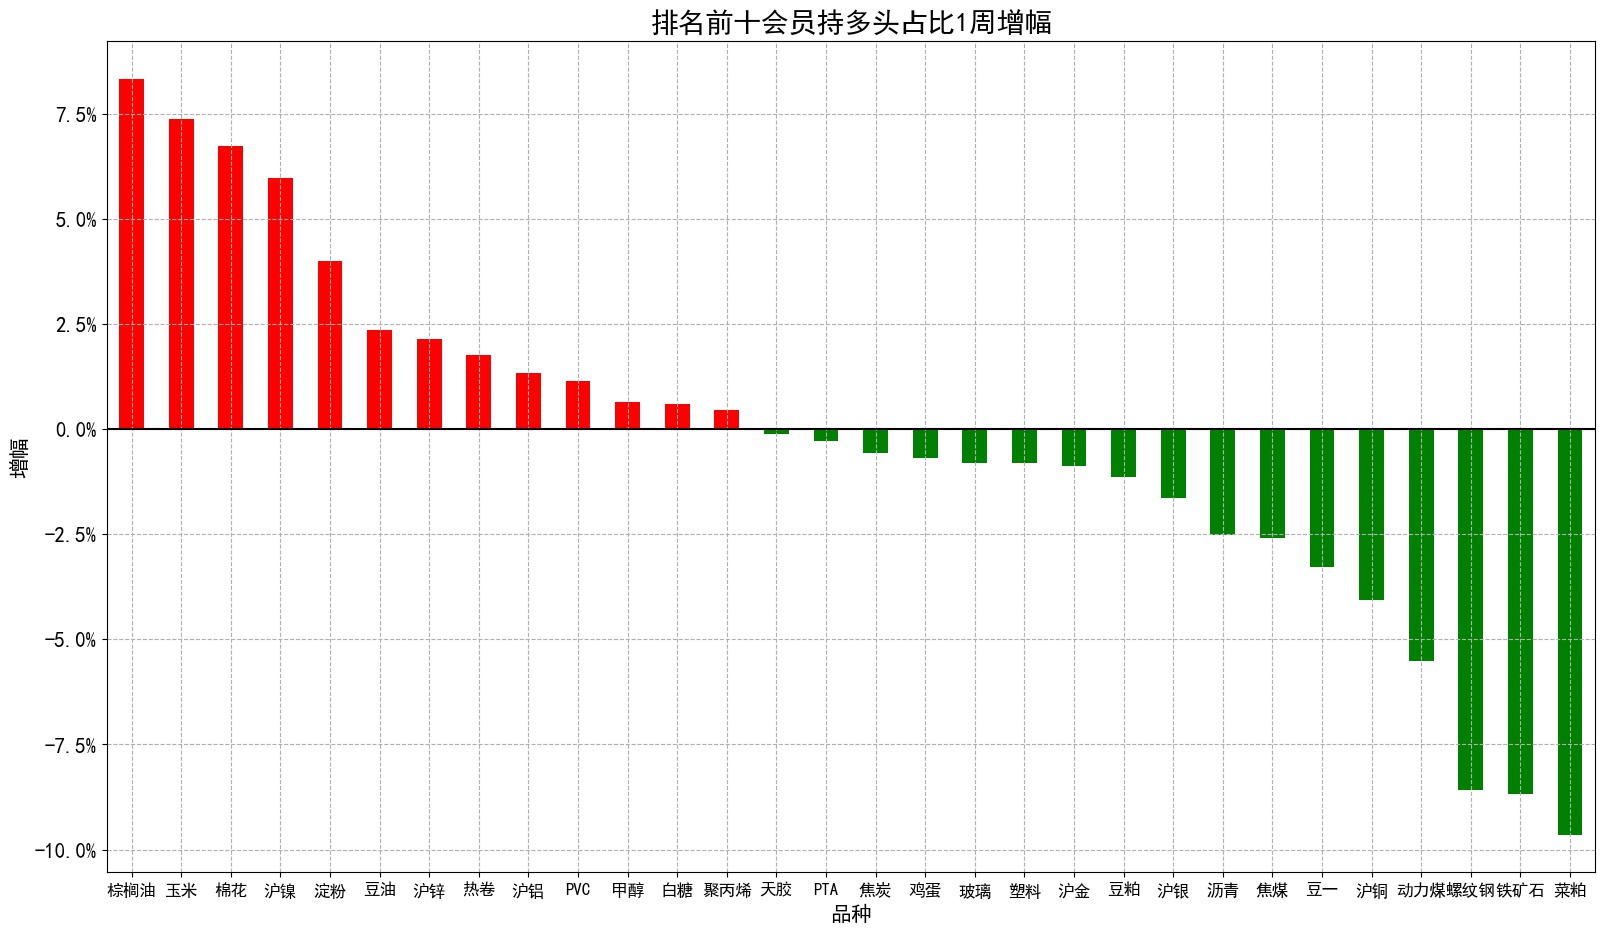 排名前十会员持多头占比1周增幅
7.5%
5.0%
2.5%
0.0%
−2.5%
−5.0%
−7.5%
−10.0%
增幅
棕榈油 玉米 棉花 沪镍 淀粉 豆油 沪锌 热卷 沪铝 PVC 甲醇 白糖 聚丙烯 天胶 PTA 焦炭 鸡蛋 玻璃 塑料 沪金 豆粕 沪银 沥青 焦煤 豆一 沪铜 动力煤 螺纹钢 铁矿石 菜粕
品种